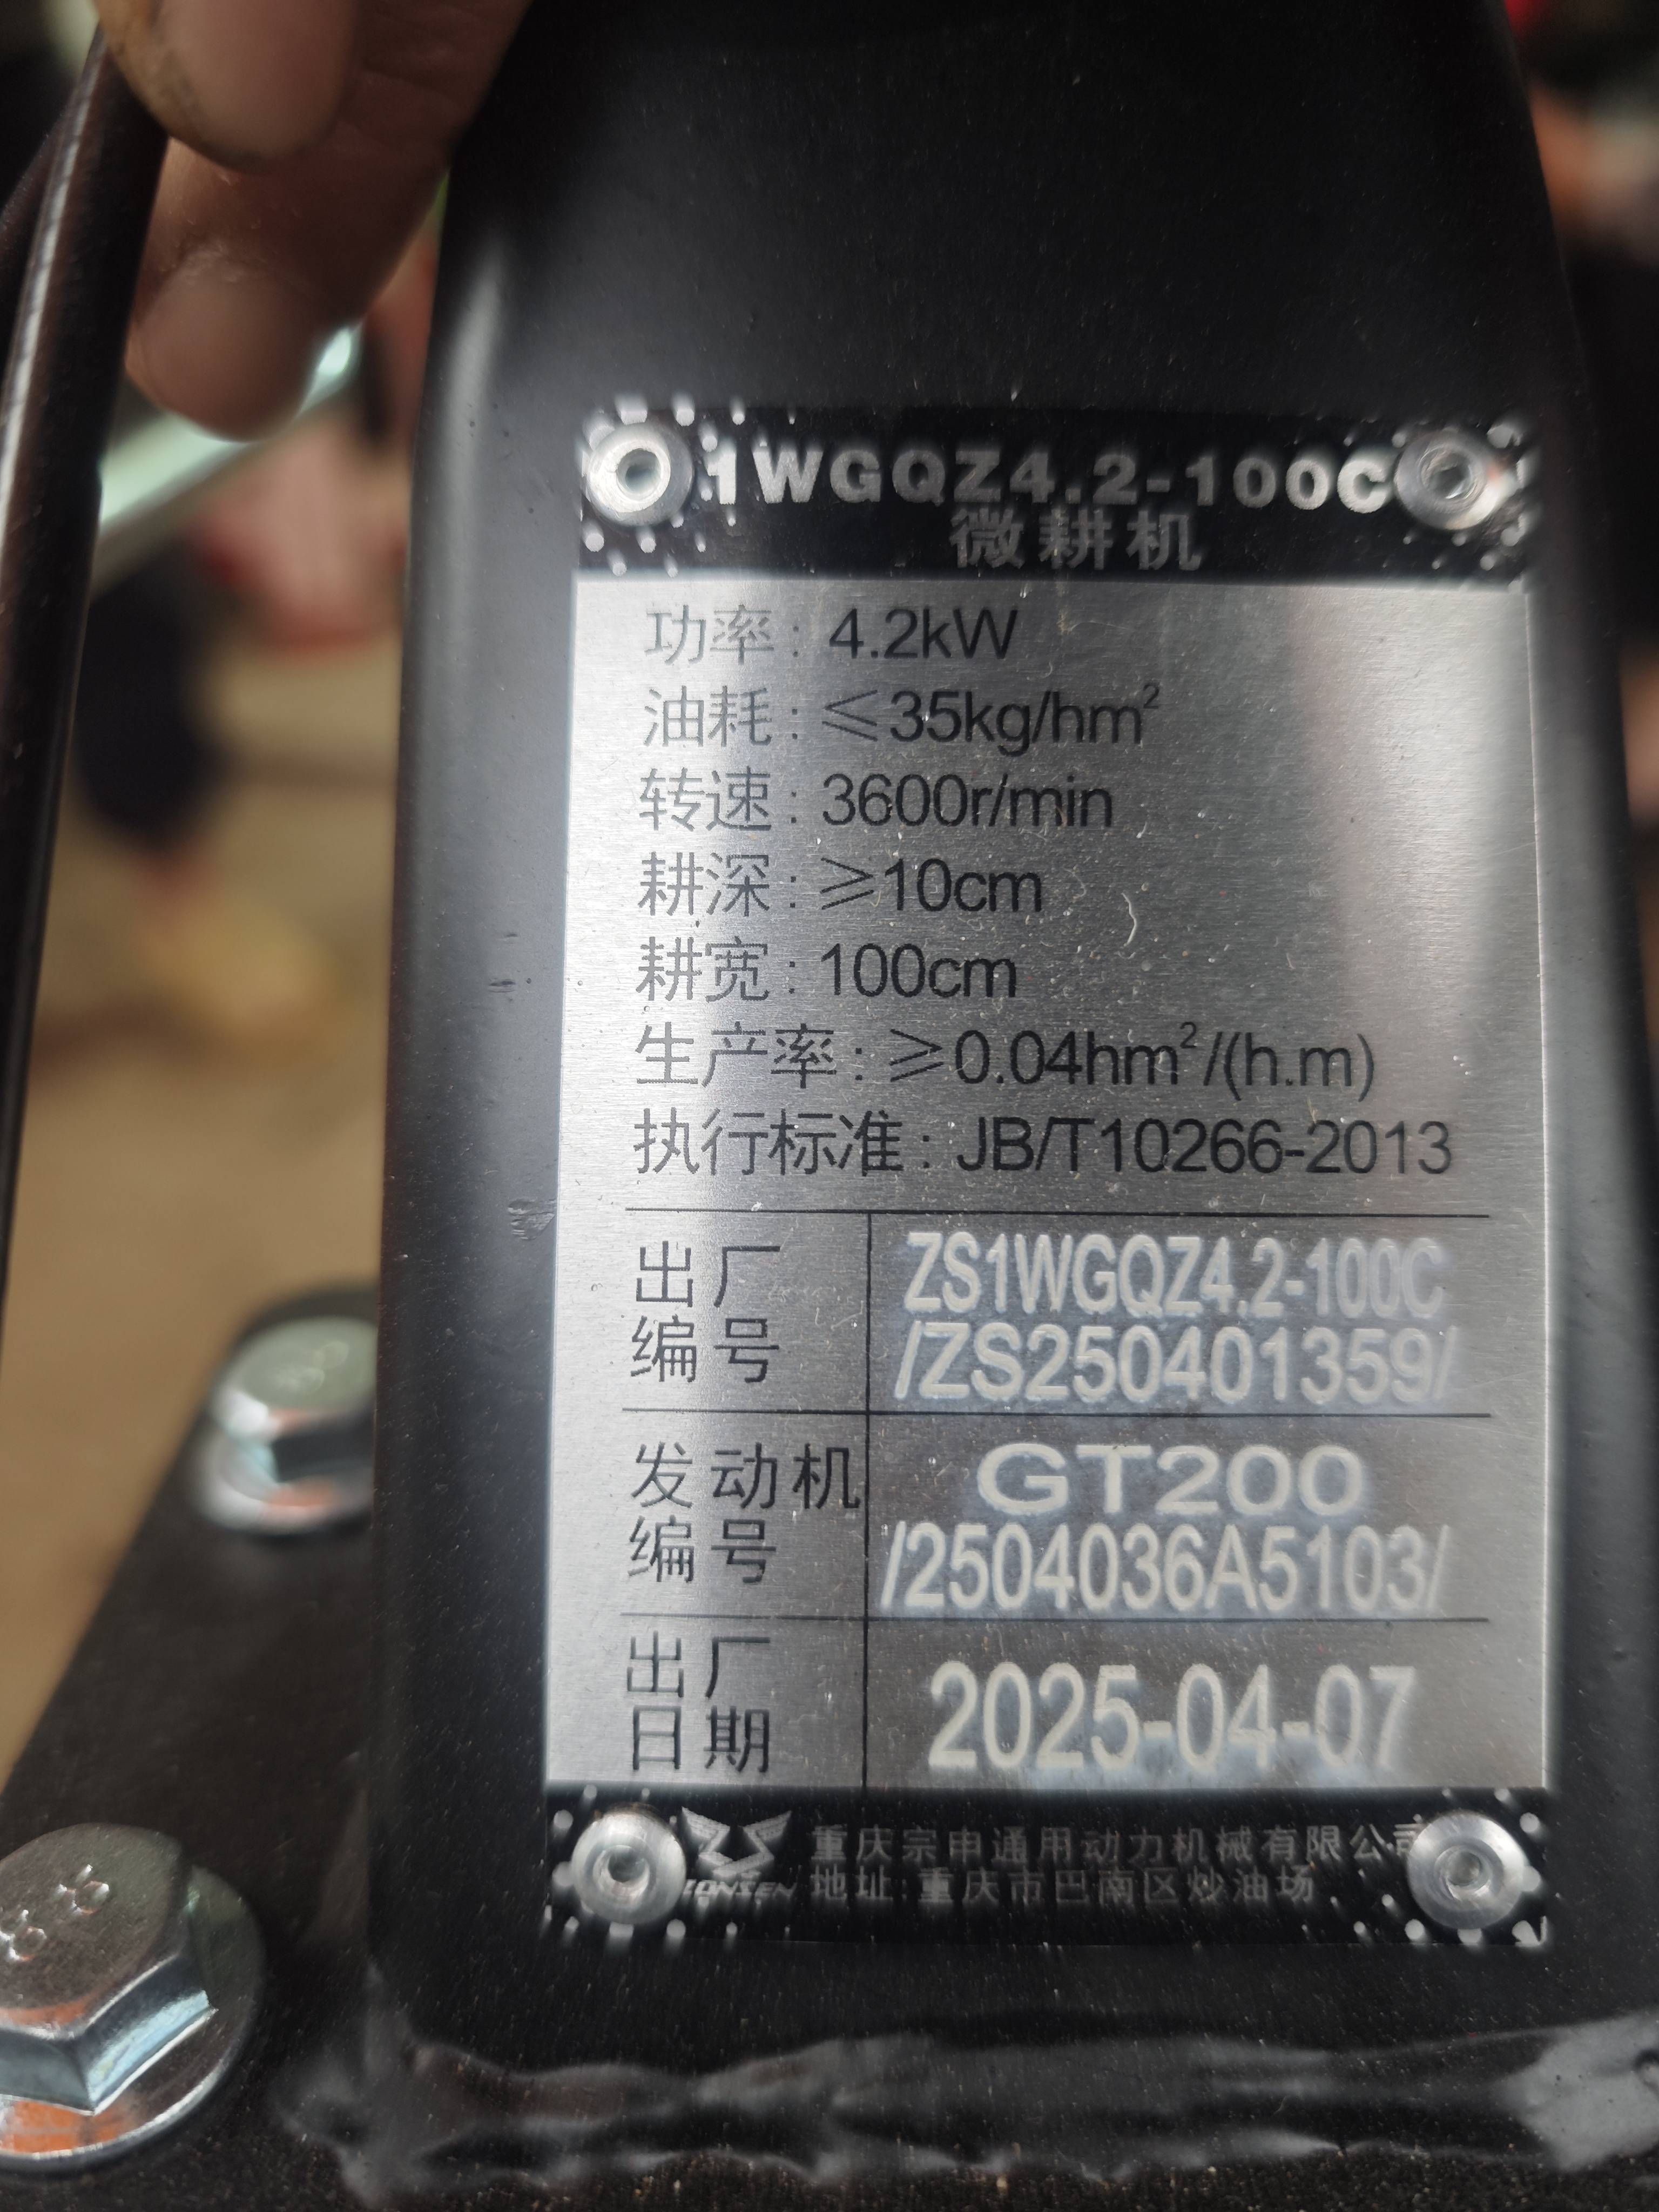 1WGQZ4.2-100C
微耕机
功率: 4.2kW
油耗: ≤35kg/hm²
转速: 3600r/min
耕深: ≥10cm
耕宽: 100cm
生产率: ≥0.04hm²/(h.m)
执行标准: JB/T10266-2013
出厂编号
ZS1WGQZ4.2-100C
/ZS250401359/
发动机编号
GT200
/2504036A5103/
出厂日期
2025-04-07
重庆宗申通用动力机械有限公司
ZONSEN 地址:重庆市巴南区炒油场
8.8